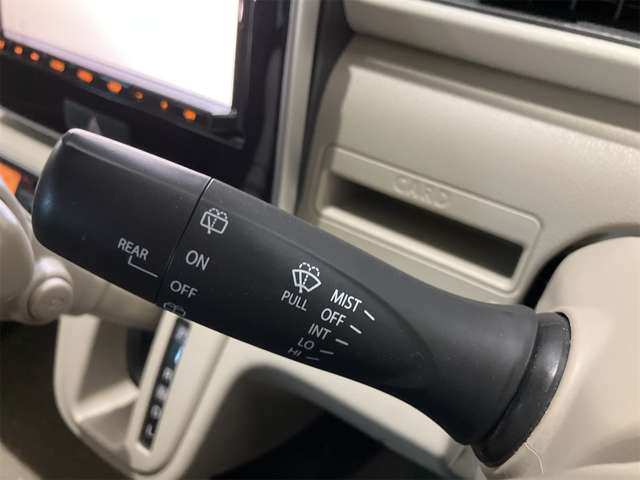 CARD
REAR
ON
OFF
PULL
MIST
OFF
INT
LO
HI